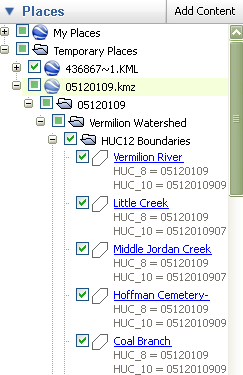 Places
Add Content
My Places
Temporary Places
436867~1.KML
05120109.kmz
05120109
Vermilion Watershed
HUC12 Boundaries
Vermilion River
HUC_8 = 05120109
HUC_10 = 0512010909
Little Creek
HUC_8 = 05120109
HUC_10 = 0512010907
Middle Jordan Creek
HUC_8 = 05120109
HUC_10 = 0512010907
Hoffman Cemetery-
HUC_8 = 05120109
HUC_10 = 0512010909
Coal Branch
HUC_8 = 05120109
HUC_10 = 0512010909